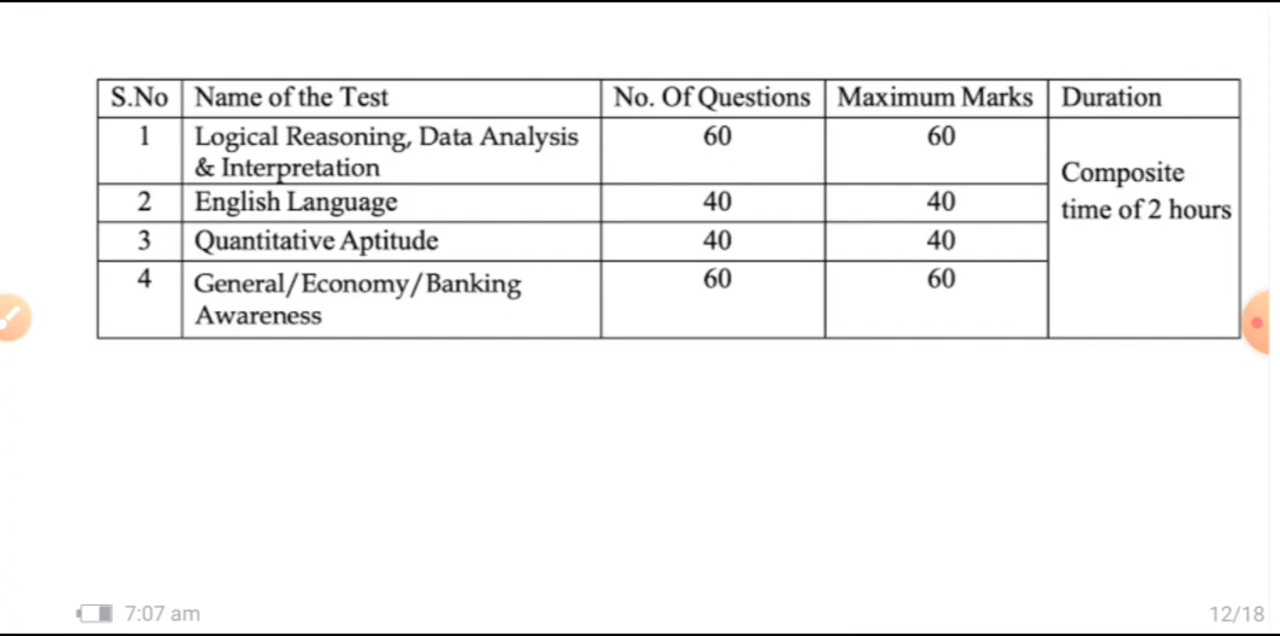 S.No Name of the Test No. Of Questions Maximum Marks Duration
1 Logical Reasoning, Data Analysis 60 60
& Interpretation
Composite
2 English Language 40 40
time of 2 hours
3 Quantitative Aptitude 40 40
4 General/Economy/Banking 60 60
Awareness
7:07 am 12/18